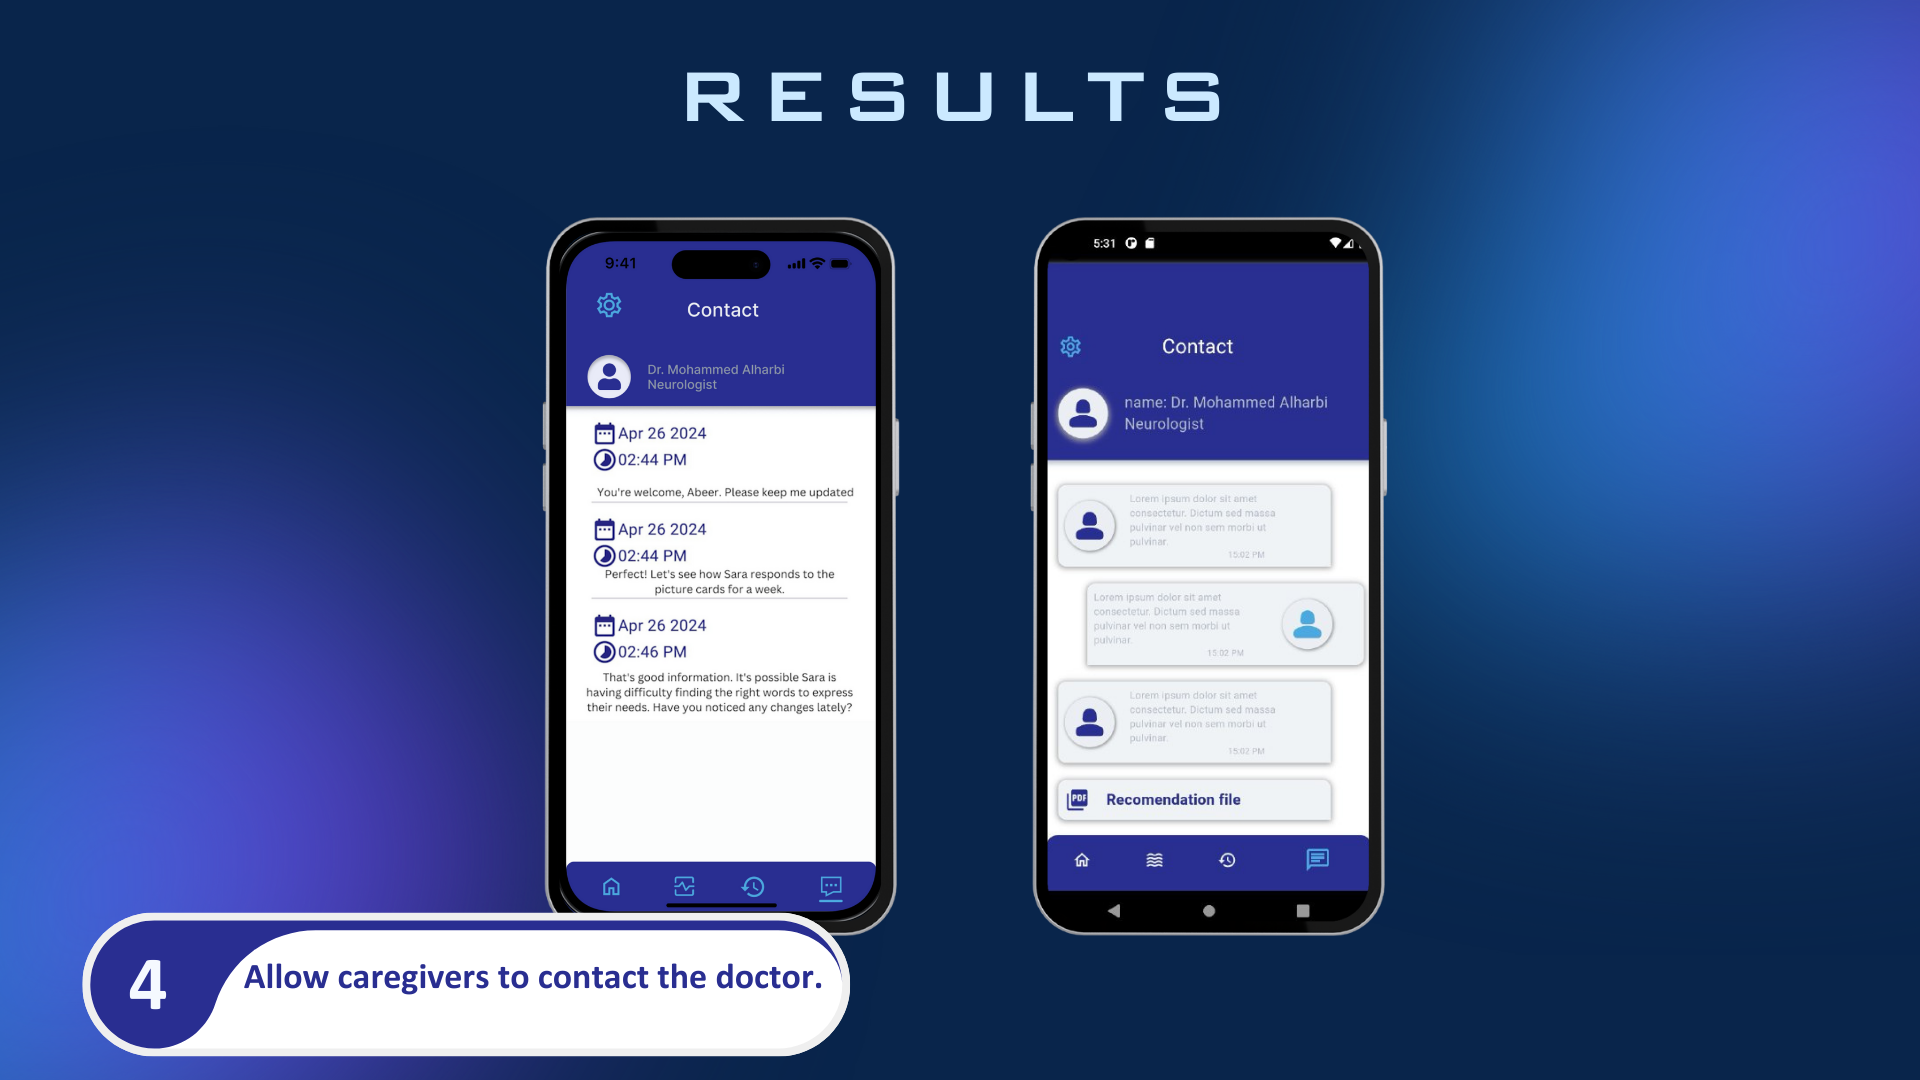 RESULTS
9:41
Contact
Dr. Mohammed Alharbi
Neurologist
Apr 26 2024
02:44 PM
You're welcome, Abeer. Please keep me updated
Apr 26 2024
02:44 PM
Perfect! Let's see how Sara responds to the
picture cards for a week.
Apr 26 2024
02:46 PM
That's good information. It's possible Sara is
having difficulty finding the right words to express
their needs. Have you noticed any changes lately?
5:31
Contact
name: Dr. Mohammed Alharbi
Neurologist
Lorem ipsum dolor sit amet
consectetur. Dictum sed massa
pulvinar vel non sem morbi ut
pulvinar.
15:02 PM
Lorem ipsum dolor sit amet
consectetur. Dictum sed massa
pulvinar vel non sem morbi ut
pulvinar.
15:02 PM
Lorem ipsum dolor sit amet
consectetur. Dictum sed massa
pulvinar vel non sem morbi ut
pulvinar.
15:02 PM
PDF
Recomendation file
4
Allow caregivers to contact the doctor.